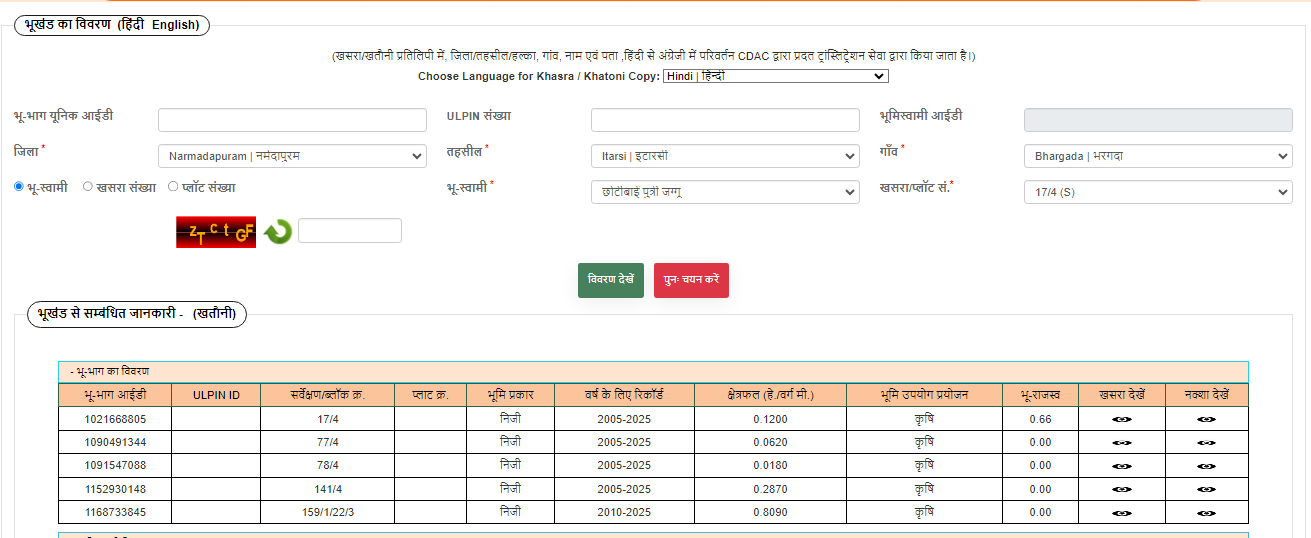 भूखंड का विवरण (हिंदी English)
(खसरा/खतौनी प्रतिलिपी में, जिला/तहसील/हल्का, गांव, नाम एवं पता ,हिंदी से अंग्रेजी में परिवर्तन CDAC द्वारा प्रदत ट्रांस्लिट्रेशन सेवा द्वारा किया जाता है।)
Choose Language for Khasra / Khatoni Copy: Hindi | हिन्दी
भू-भाग यूनिक आईडी ULPIN संख्या भूमिस्वामी आईडी
जिला * Narmadapuram | नर्मदापुरम तहसील * Itarsi | इटारसी गाँव * Bhargada | भरगदा
भू-स्वामी खसरा संख्या प्लॉट संख्या भू-स्वामी * छोटीबाई पुत्री जग्गू खसरा/प्लॉट सं.* 17/4 (S)
zTCtGF
विवरण देखें पुनः चयन करें
भूखंड से सम्बंधित जानकारी - (खतौनी)
- भू-भाग का विवरण
भू-भाग आईडी ULPIN ID सर्वेक्षण/ब्लॉक क्र. प्लाट क्र. भूमि प्रकार वर्ष के लिए रिकॉर्ड क्षेत्रफल (हे./वर्ग मी.) भूमि उपयोग प्रयोजन भू-राजस्व खसरा देखें नक्शा देखें
1021668805 17/4 निजी 2005-2025 0.1200 कृषि 0.66
1090491344 77/4 निजी 2005-2025 0.0620 कृषि 0.00
1091547088 78/4 निजी 2005-2025 0.0180 कृषि 0.00
1152930148 141/4 निजी 2005-2025 0.2870 कृषि 0.00
1168733845 159/1/22/3 निजी 2010-2025 0.8090 कृषि 0.00